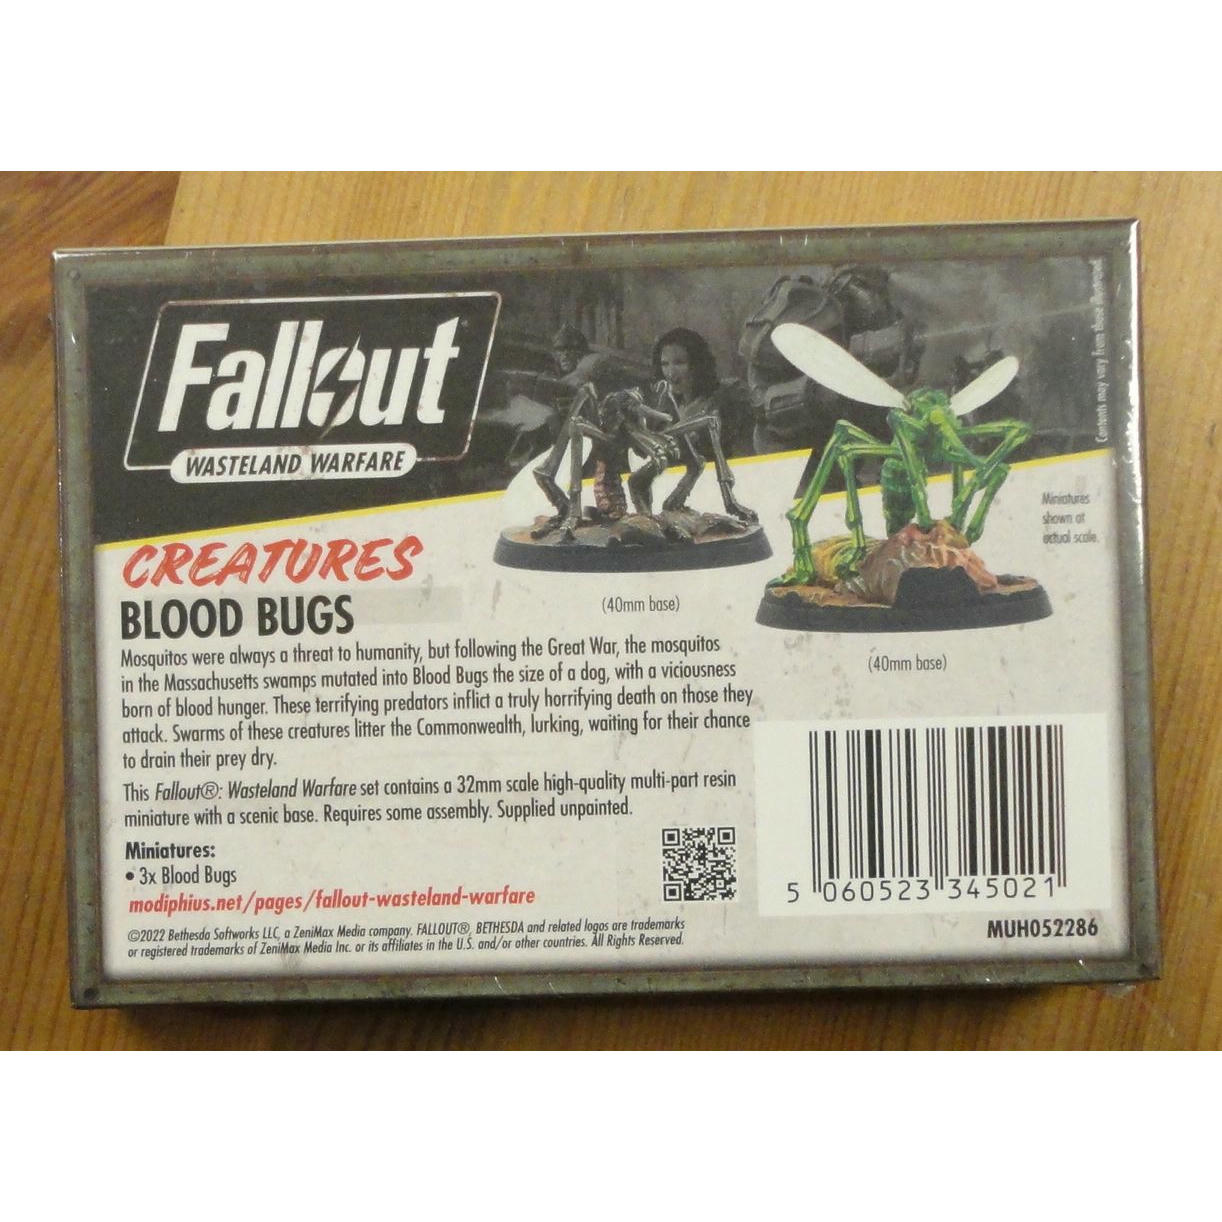 Fallout
WASTELAND WARFARE
Contents may vary from those illustrated.
Miniatures
shown at
actual scale.
CREATURES
BLOOD BUGS
(40mm base)
(40mm base)
Mosquitos were always a threat to humanity, but following the Great War, the mosquitos
in the Massachusetts swamps mutated into Blood Bugs the size of a dog, with a viciousness
born of blood hunger. These terrifying predators inflict a truly horrifying death on those they
attack. Swarms of these creatures litter the Commonwealth, lurking, waiting for their chance
to drain their prey dry.
This Fallout®: Wasteland Warfare set contains a 32mm scale high-quality multi-part resin
miniature with a scenic base. Requires some assembly. Supplied unpainted.
Miniatures:
• 3x Blood Bugs
modiphius.net/pages/fallout-wasteland-warfare
©2022 Bethesda Softworks LLC, a ZeniMax Media company. FALLOUT®, BETHESDA and related logos are trademarks
or registered trademarks of ZeniMax Media Inc. or its affiliates in the U.S. and/or other countries. All Rights Reserved.
5 060523 345021
MUH052286